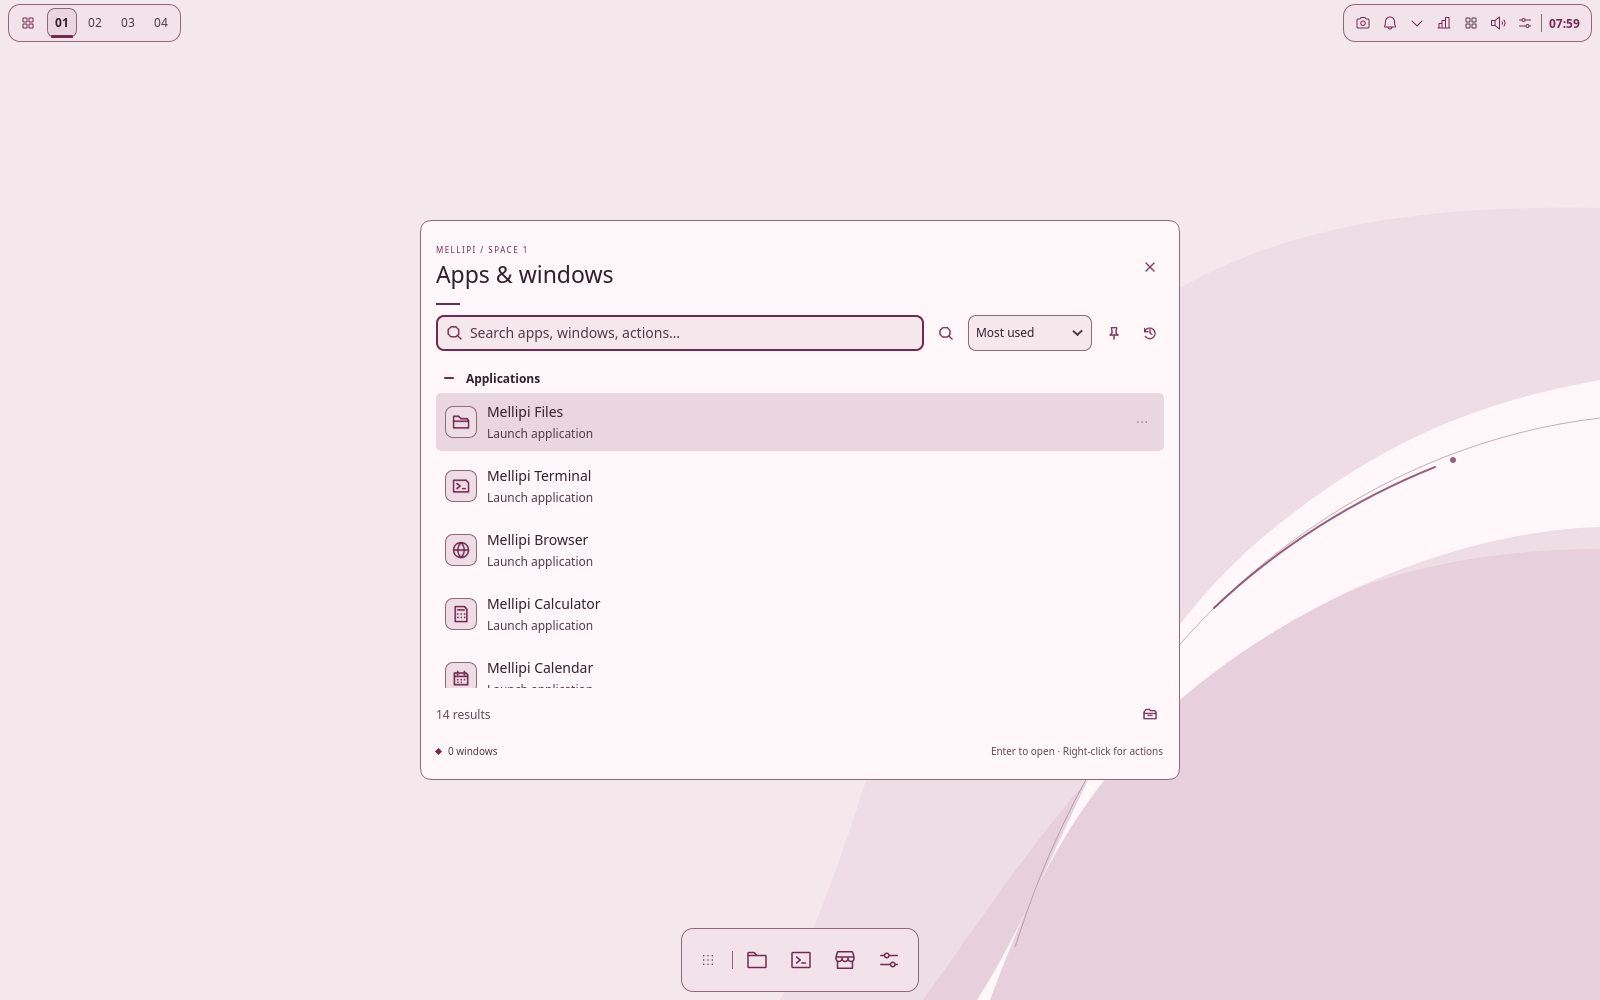 01 02 03 04
07:59
MELLIPI / SPACE 1
Apps & windows
Search apps, windows, actions...
Most used
Applications
Mellipi Files
Launch application
Mellipi Terminal
Launch application
Mellipi Browser
Launch application
Mellipi Calculator
Launch application
Mellipi Calendar
Launch application
14 results
0 windows
Enter to open · Right-click for actions